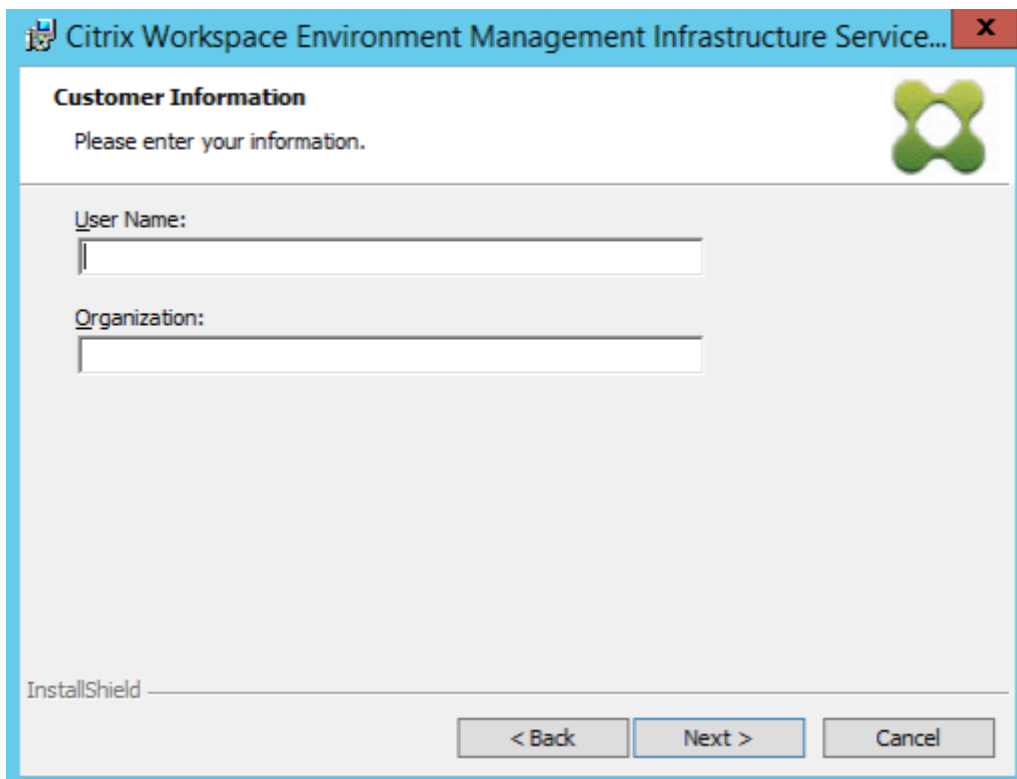 Citrix Workspace Environment Management Infrastructure Service...
x
Customer Information
Please enter your information.
User Name:
Organization:
InstallShield
< Back
Next >
Cancel